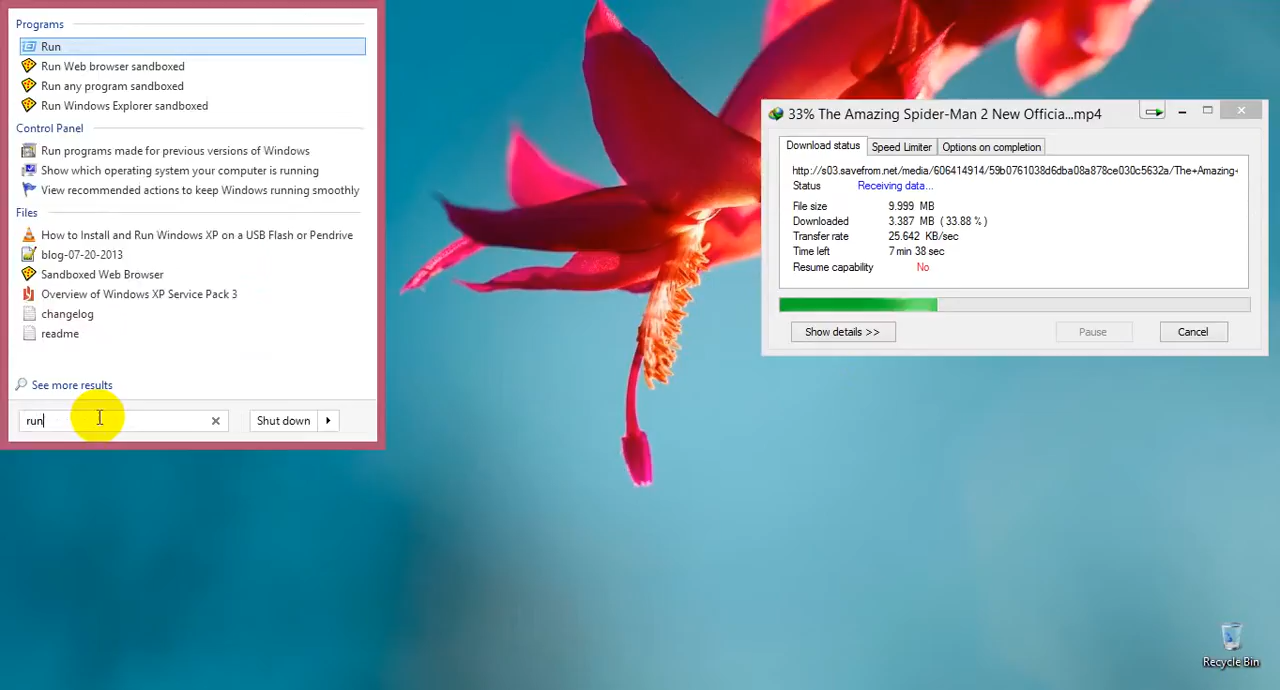 Programs
Run
Run Web browser sandboxed
Run any program sandboxed
Run Windows Explorer sandboxed
Control Panel
Run programs made for previous versions of Windows
Show which operating system your computer is running
View recommended actions to keep Windows running smoothly
Files
How to Install and Run Windows XP on a USB Flash or Pendrive
blog-07-20-2013
Sandboxed Web Browser
Overview of Windows XP Service Pack 3
changelog
readme
See more results
run
Shut down
33% The Amazing Spider-Man 2 New Officia...mp4
Download status Speed Limiter Options on completion
http://s03.savefrom.net/media/606414914/59b0761038d6dba08a878ce030c5632a/The+Amazing+
Status Receiving data...
File size 9.999 MB
Downloaded 3.387 MB ( 33.88 % )
Transfer rate 25.642 KB/sec
Time left 7 min 38 sec
Resume capability No
Show details >> Pause Cancel
Recycle Bin